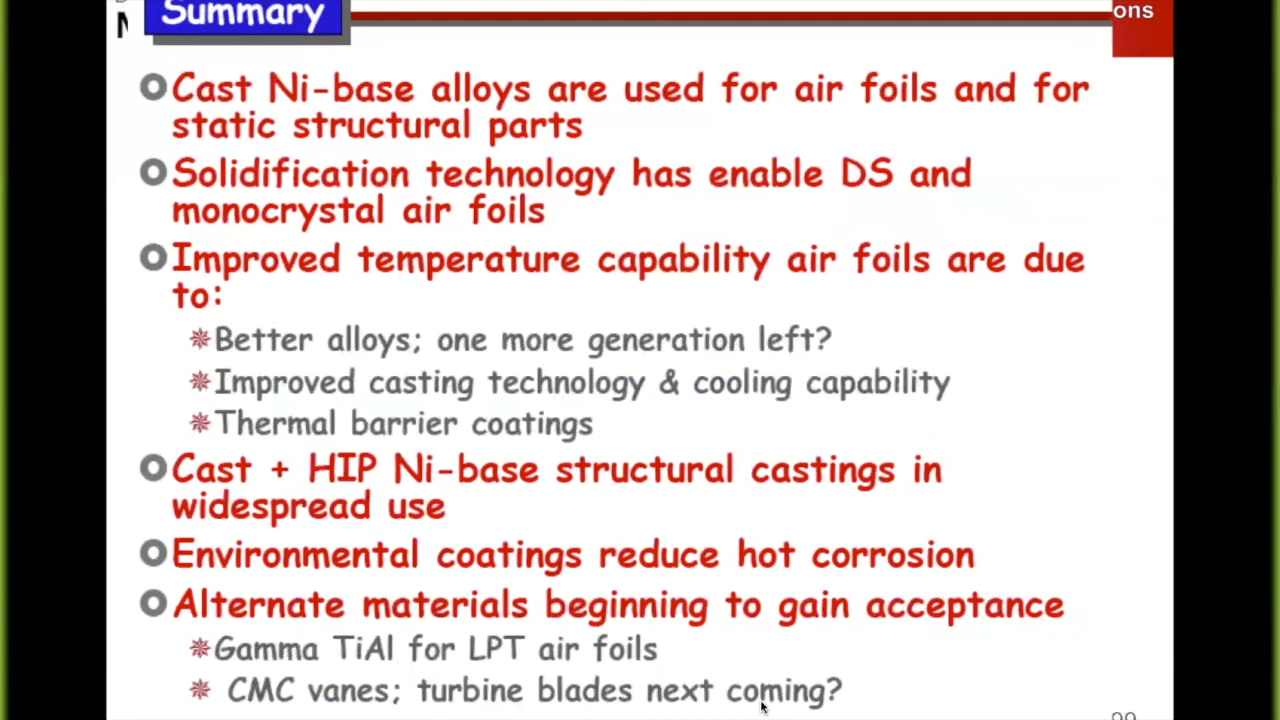 Summary
ons
Cast Ni-base alloys are used for air foils and for
static structural parts
Solidification technology has enable DS and
monocrystal air foils
Improved temperature capability air foils are due
to:
Better alloys; one more generation left?
Improved casting technology & cooling capability
Thermal barrier coatings
Cast + HIP Ni-base structural castings in
widespread use
Environmental coatings reduce hot corrosion
Alternate materials beginning to gain acceptance
Gamma TiAl for LPT air foils
CMC vanes; turbine blades next coming?